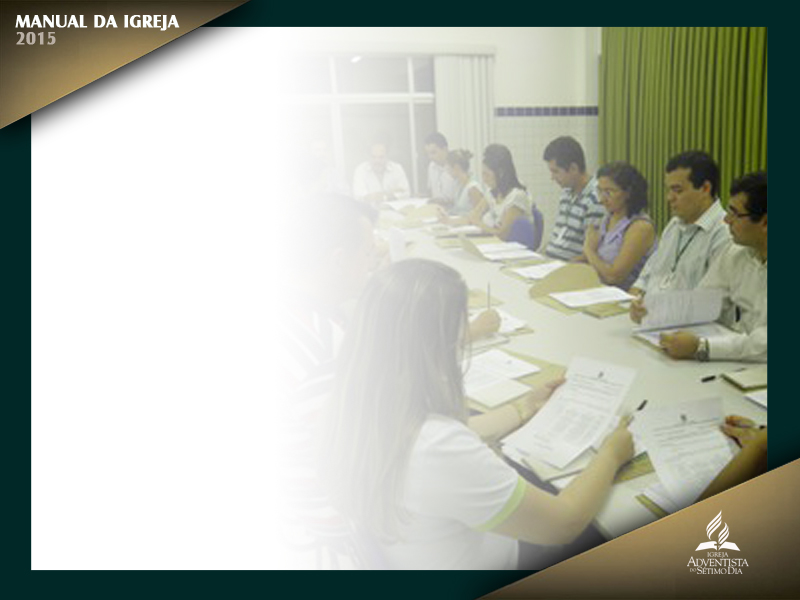 MANUAL DA IGREJA
2015
IGREJA
ADVENTISTA
DO SÉTIMO DIA